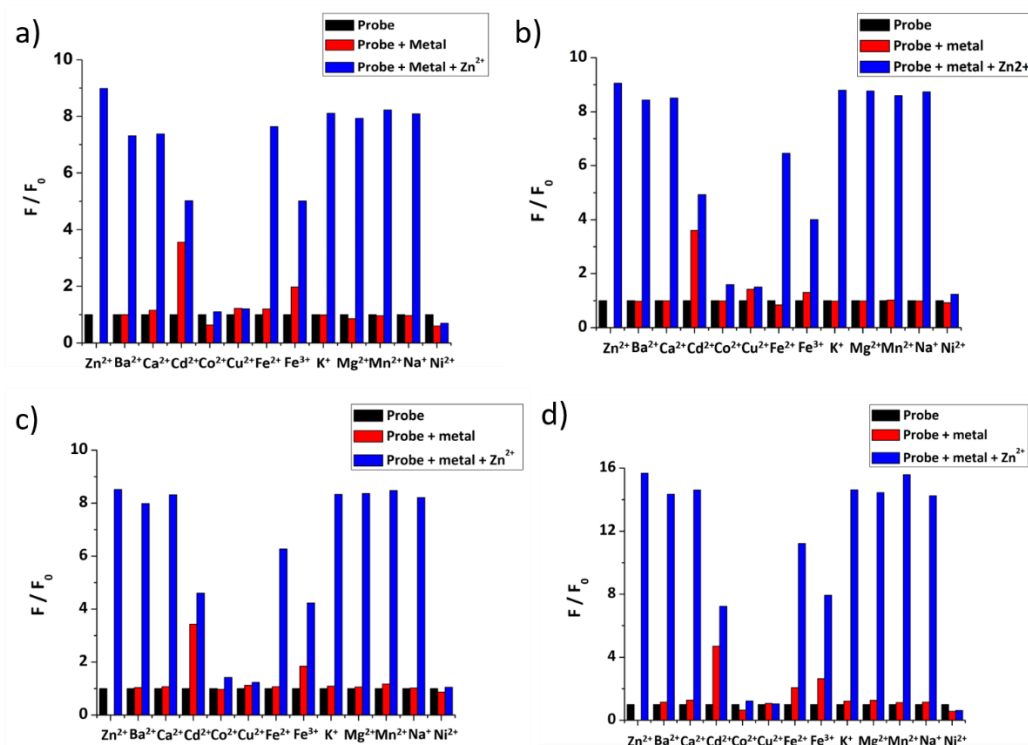 a)
Probe
Probe + Metal
Probe + Metal + Zn²⁺
10
8
6
4
2
0
F / F₀
Zn²⁺ Ba²⁺ Ca²⁺ Cd²⁺ Co²⁺ Cu²⁺ Fe²⁺ Fe³⁺ K⁺ Mg²⁺ Mn²⁺ Na⁺ Ni²⁺
b)
Probe
Probe + metal
Probe + metal + Zn2+
10
8
6
4
2
0
F / F₀
Zn²⁺ Ba²⁺ Ca²⁺ Cd²⁺ Co²⁺ Cu²⁺ Fe²⁺ Fe³⁺ K⁺ Mg²⁺ Mn²⁺ Na⁺ Ni²⁺
c)
Probe
Probe + metal
Probe + metal + Zn²⁺
10
8
6
4
2
0
F / F₀
Zn²⁺ Ba²⁺ Ca²⁺ Cd²⁺ Co²⁺ Cu²⁺ Fe²⁺ Fe³⁺ K⁺ Mg²⁺ Mn²⁺ Na⁺ Ni²⁺
d)
Probe
Probe + metal
Probe + metal + Zn²⁺
16
12
8
4
0
F / F₀
Zn²⁺ Ba²⁺ Ca²⁺ Cd²⁺ Co²⁺ Cu²⁺ Fe²⁺ Fe³⁺ K⁺ Mg²⁺ Mn²⁺ Na⁺ Ni²⁺